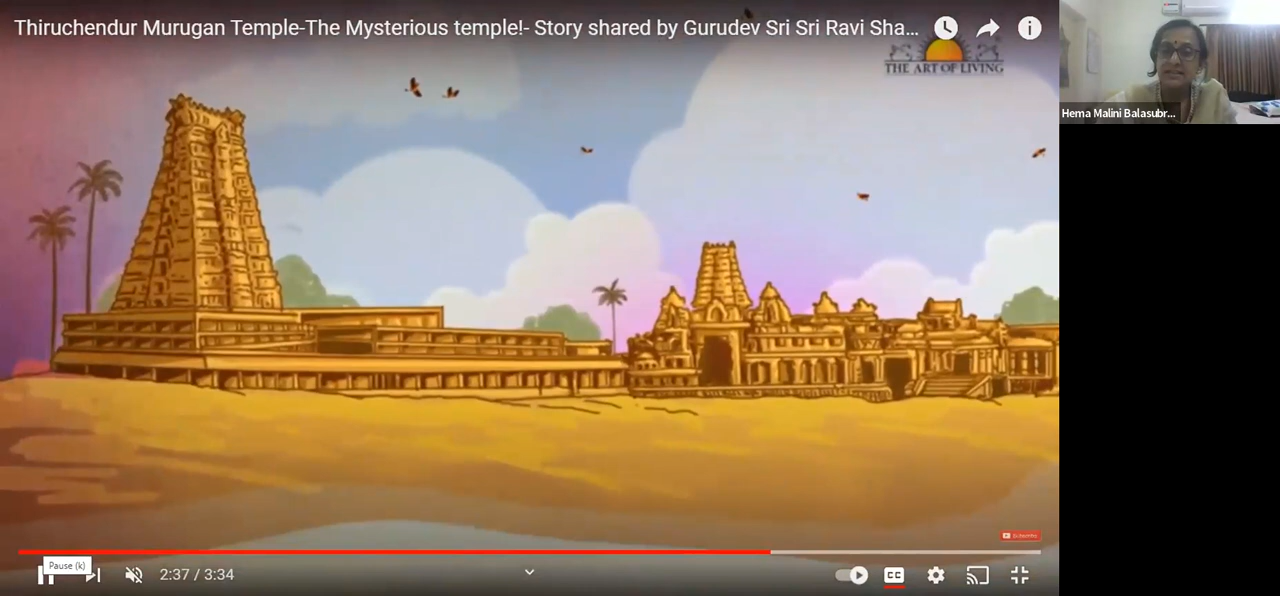 Thiruchendur Murugan Temple-The Mysterious temple!- Story shared by Gurudev Sri Sri Ravi Sha...
THE ART OF LIVING
Hema Malini Balasubr...
Pause (k)
2:37 / 3:34
CC